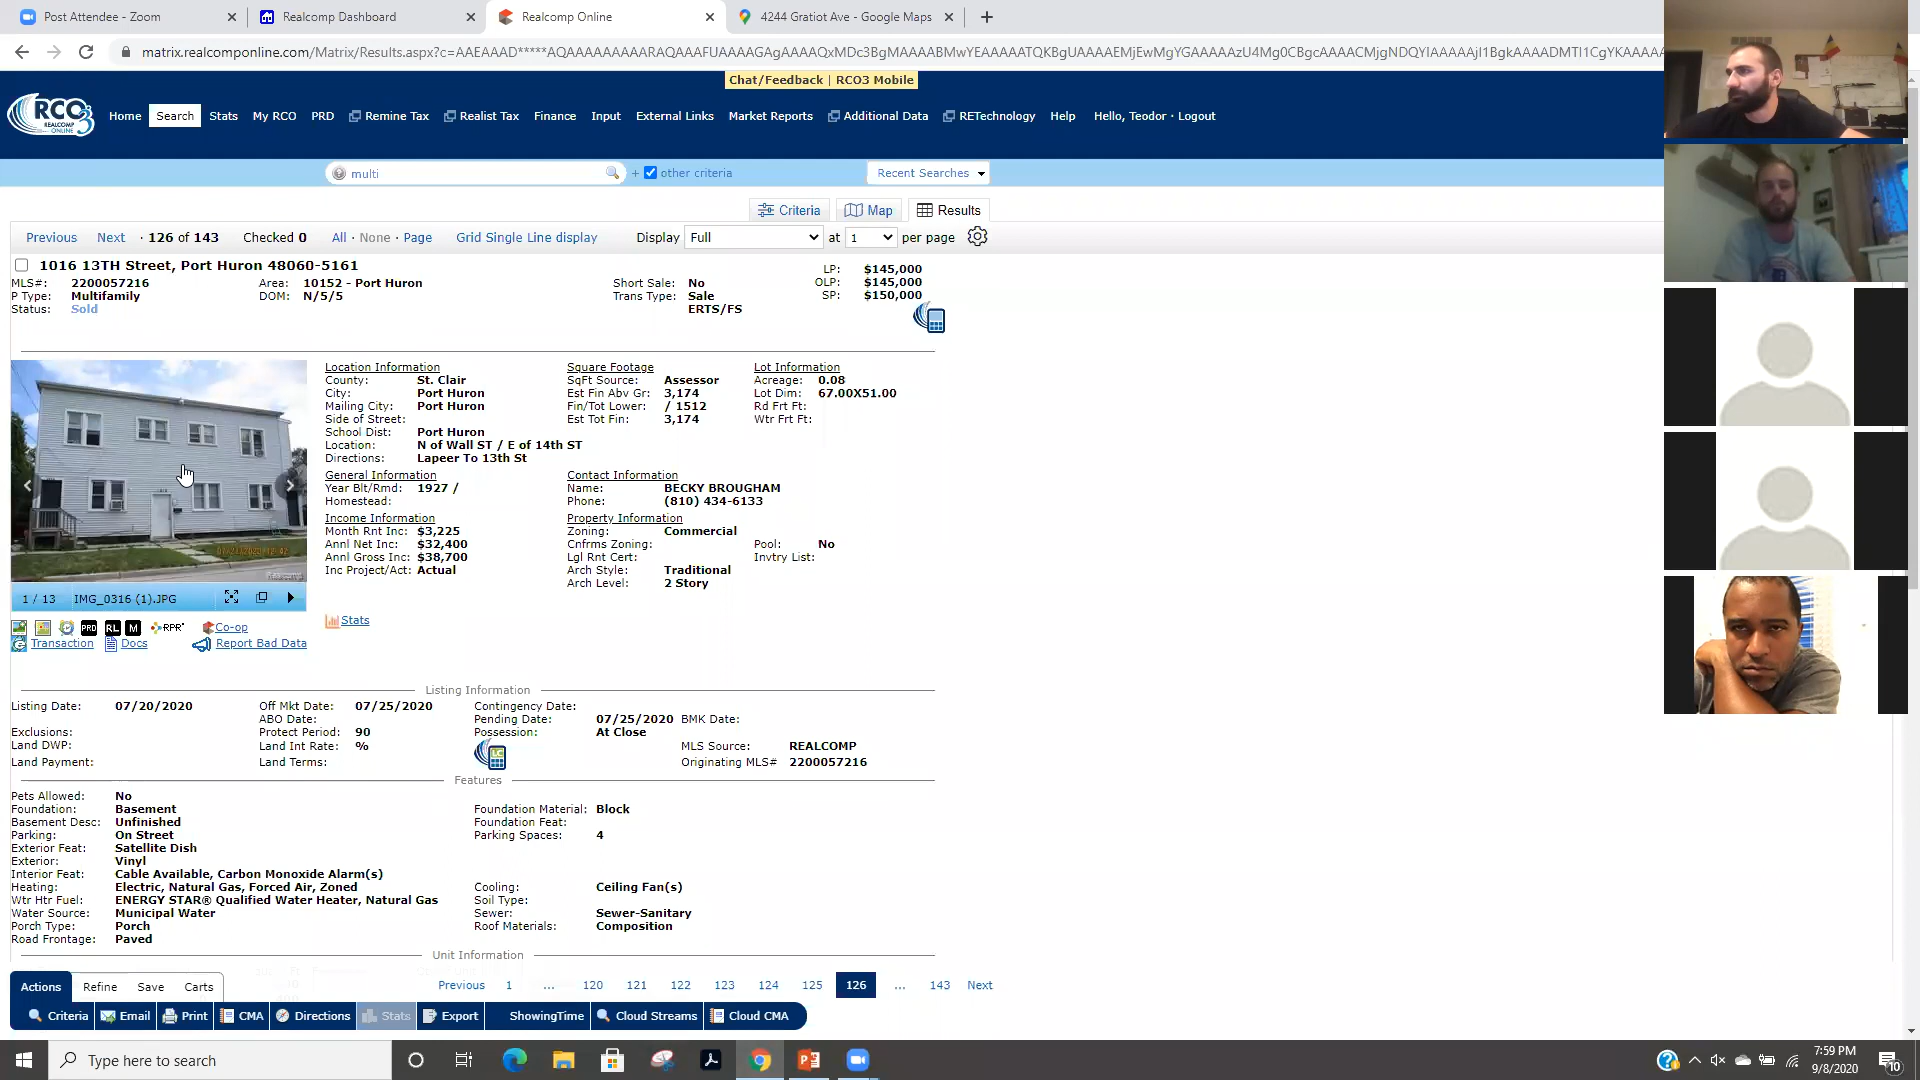 Post Attendee - Zoom
Realcomp Dashboard
Realcomp Online
4244 Gratiot Ave - Google Maps
Chat/Feedback | RCO3 Mobile
RCO3 REALCOMP ONLINE
Home Search Stats My RCO PRD Remine Tax Realist Tax Finance Input External Links Market Reports Additional Data RETechnology Help Hello, Teodor · Logout
multi + other criteria Recent Searches
Criteria Map Results
Previous Next · 126 of 143 Checked 0 All · None · Page Grid Single Line display Display Full at 1 per page
1016 13TH Street, Port Huron 48060-5161
LP: $145,000
MLS#: 2200057216 Area: 10152 - Port Huron Short Sale: No OLP: $145,000
P Type: Multifamily DOM: N/5/5 Trans Type: Sale SP: $150,000
Status: Sold ERTS/FS
Location Information Square Footage Lot Information
County: St. Clair SqFt Source: Assessor Acreage: 0.08
City: Port Huron Est Fin Abv Gr: 3,174 Lot Dim: 67.00X51.00
Mailing City: Port Huron Fin/Tot Lower: / 1512 Rd Frt Ft:
Side of Street: Est Tot Fin: 3,174 Wtr Frt Ft:
School Dist: Port Huron
Location: N of Wall ST / E of 14th ST
Directions: Lapeer To 13th St
General Information Contact Information
Year Blt/Rmd: 1927 / Name: BECKY BROUGHAM
Homestead: Phone: (810) 434-6133
Income Information Property Information
Month Rnt Inc: $3,225 Zoning: Commercial
Annl Net Inc: $32,400 Cnfrms Zoning: Pool: No
Annl Gross Inc: $38,700 Lgl Rnt Cert: Invtry List:
Inc Project/Act: Actual Arch Style: Traditional
Arch Level: 2 Story
1 / 13 IMG_0316 (1).JPG
Stats
PRD RL M RPR Co-op
Transaction Docs Report Bad Data
Listing Information
Listing Date: 07/20/2020 Off Mkt Date: 07/25/2020 Contingency Date:
ABO Date: Pending Date: 07/25/2020 BMK Date:
Exclusions: Protect Period: 90 Possession: At Close
Land DWP: Land Int Rate: % MLS Source: REALCOMP
Land Payment: Land Terms: Originating MLS# 2200057216
LC
Features
Pets Allowed: No
Foundation: Basement Foundation Material: Block
Basement Desc: Unfinished Foundation Feat:
Parking: On Street Parking Spaces: 4
Exterior Feat: Satellite Dish
Exterior: Vinyl
Interior Feat: Cable Available, Carbon Monoxide Alarm(s)
Heating: Electric, Natural Gas, Forced Air, Zoned Cooling: Ceiling Fan(s)
Wtr Htr Fuel: ENERGY STAR® Qualified Water Heater, Natural Gas Soil Type:
Water Source: Municipal Water Sewer: Sewer-Sanitary
Porch Type: Porch Roof Materials: Composition
Road Frontage: Paved
Unit Information
Actions Refine Save Carts Previous 1 ... 120 121 122 123 124 125 126 ... 143 Next
Criteria Email Print CMA Directions Stats Export ShowingTime Cloud Streams Cloud CMA
Type here to search
7:59 PM
9/8/2020
10